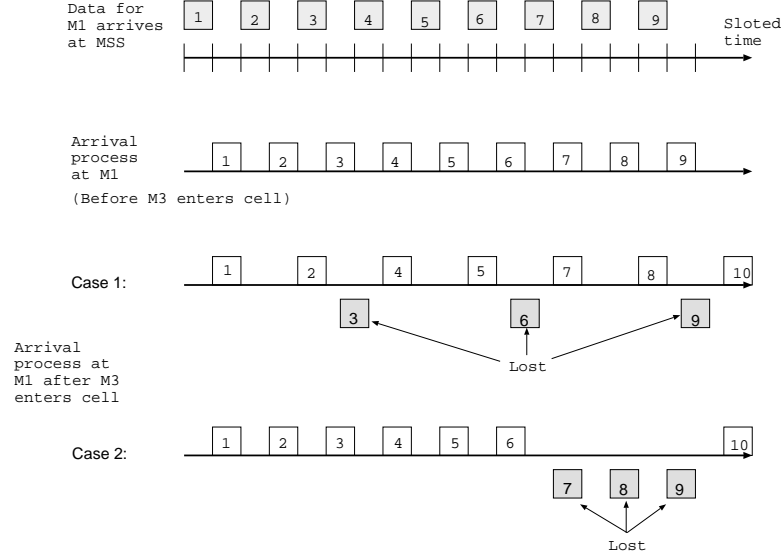 Data for
M1 arrives
at MSS
1 2 3 4 5 6 7 8 9
Sloted
time
Arrival
process
at M1
1 2 3 4 5 6 7 8 9
(Before M3 enters cell)
Case 1:
1 2 4 5 7 8 10
3 6 9
Lost
Arrival
process at
M1 after M3
enters cell
Case 2:
1 2 3 4 5 6 10
7 8 9
Lost